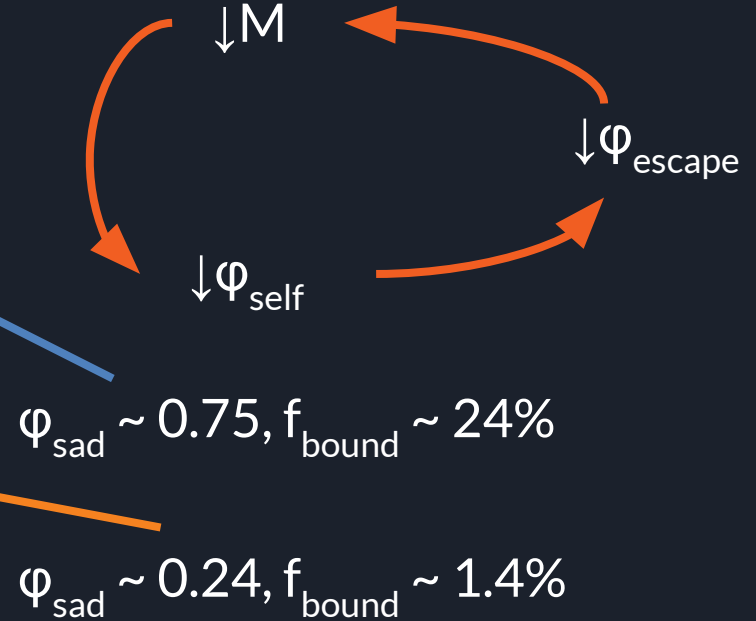 ↓M
↓φescape
↓φself
φsad ~ 0.75, fbound ~ 24%
φsad ~ 0.24, fbound ~ 1.4%